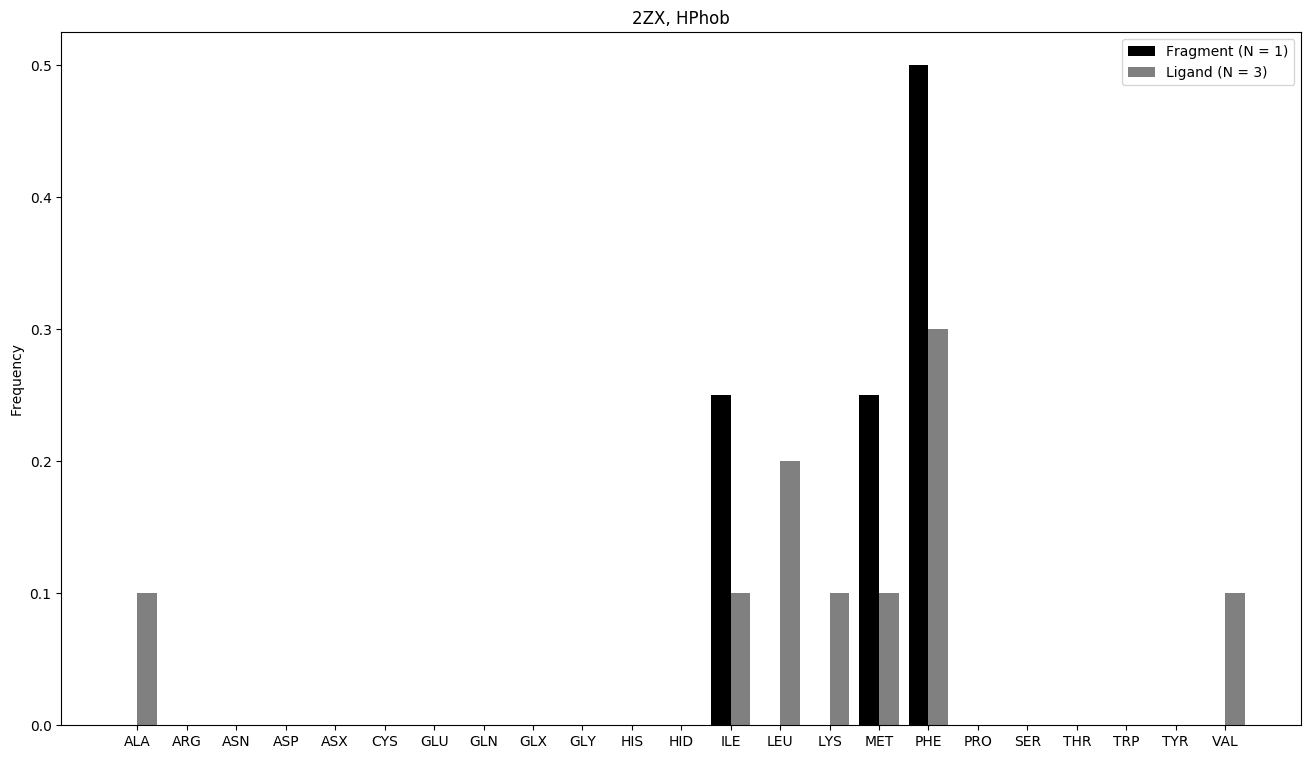 2ZX, HPhob
Fragment (N = 1)
Ligand (N = 3)
Frequency
0.5
0.4
0.3
0.2
0.1
0.0
ALA ARG ASN ASP ASX CYS GLU GLN GLX GLY HIS HID ILE LEU LYS MET PHE PRO SER THR TRP TYR VAL